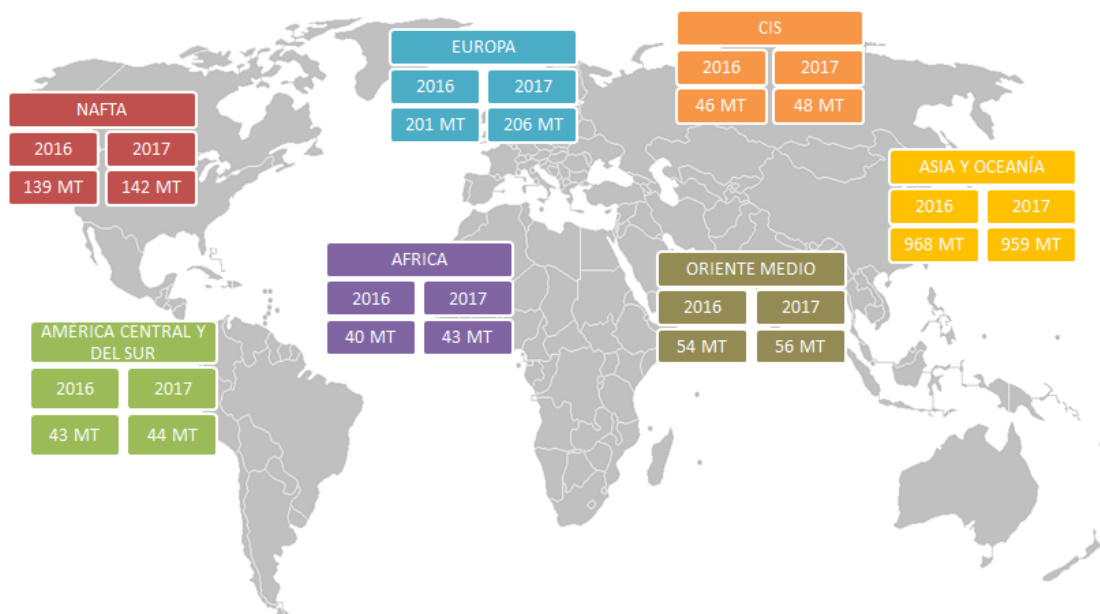 CIS
2016 2017
46 MT 48 MT
EUROPA
2016 2017
201 MT 206 MT
NAFTA
2016 2017
139 MT 142 MT
ASIA Y OCEANÍA
2016 2017
968 MT 959 MT
AFRICA
2016 2017
40 MT 43 MT
ORIENTE MEDIO
2016 2017
54 MT 56 MT
AMÉRICA CENTRAL Y
DEL SUR
2016 2017
43 MT 44 MT